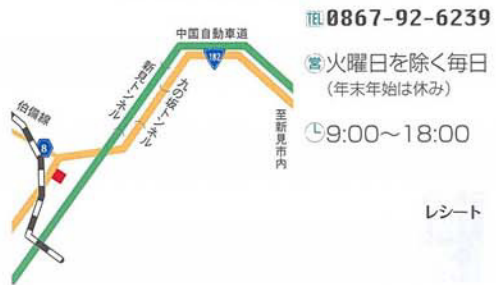 中国自動車道
182
新見トンネル
九の坂トンネル
伯備線
8
至新見市内
TEL 0867-92-6239
営 火曜日を除く毎日
(年末年始は休み)
9:00〜18:00
レシート